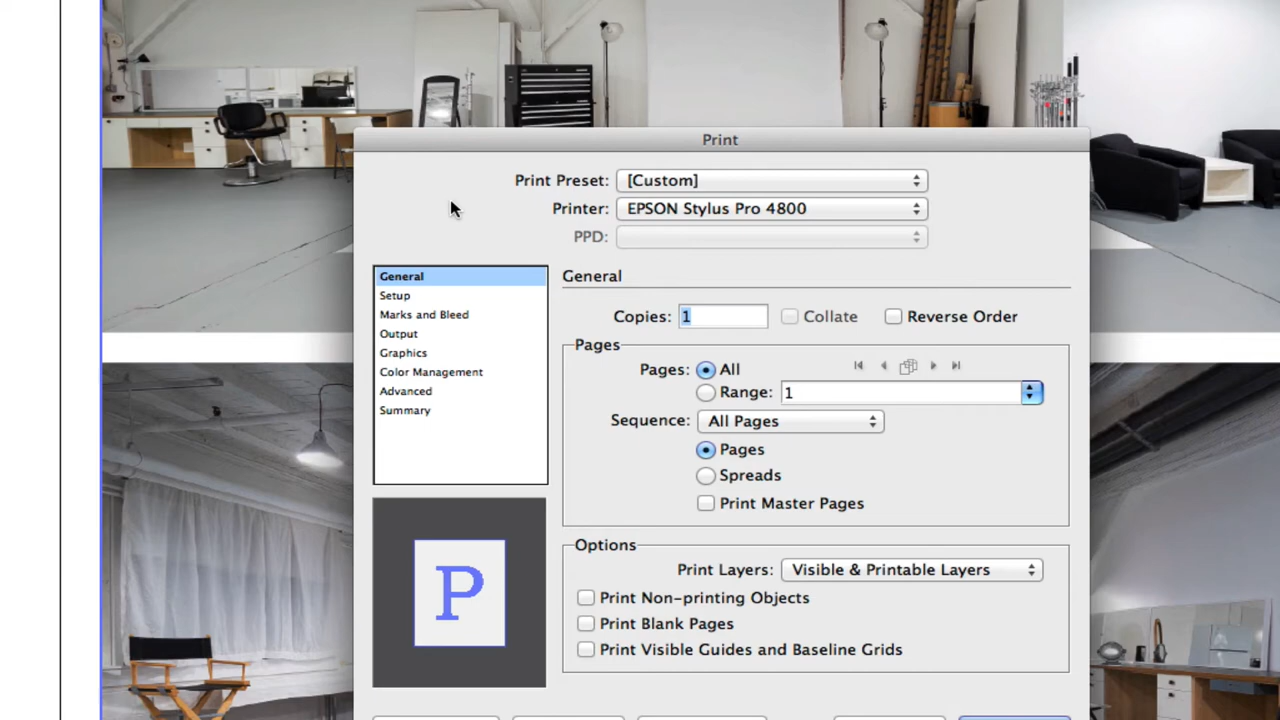 Print
Print Preset: [Custom]
Printer: EPSON Stylus Pro 4800
PPD:
General
Setup
Marks and Bleed
Output
Graphics
Color Management
Advanced
Summary
P
General
Copies: 1 Collate Reverse Order
Pages
Pages: All
Range: 1
Sequence: All Pages
Pages
Spreads
Print Master Pages
Options
Print Layers: Visible & Printable Layers
Print Non-printing Objects
Print Blank Pages
Print Visible Guides and Baseline Grids